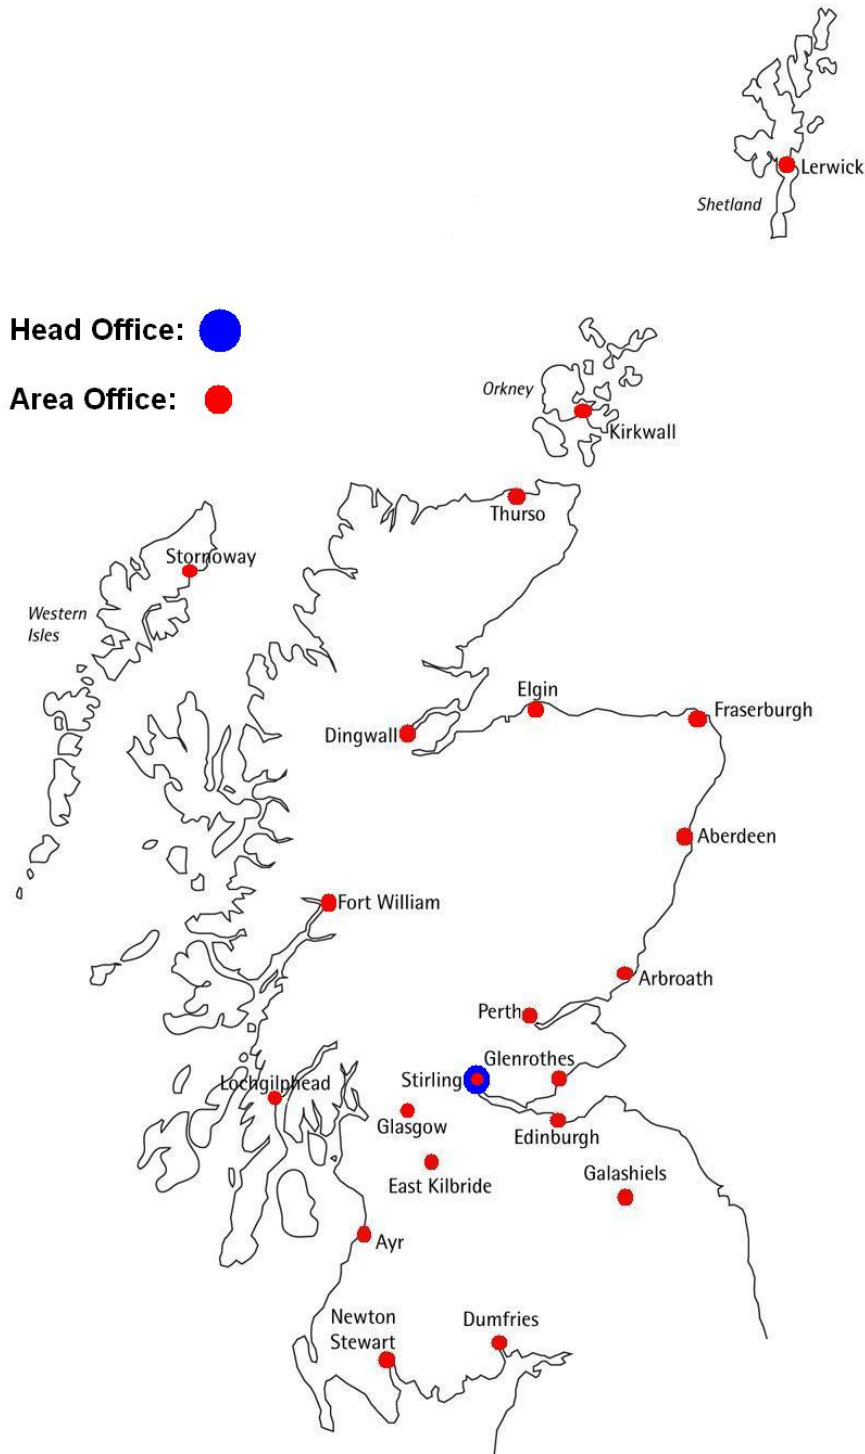 Lerwick
Shetland
Head Office:
Orkney
Area Office:
Kirkwall
Thurso
Stornoway
Western
Isles
Elgin
Fraserburgh
Dingwall
Aberdeen
Fort William
Arbroath
Perth
Glenrothes
Stirling
Lochgilphead
Glasgow
Edinburgh
Galashiels
East Kilbride
Ayr
Newton
Stewart
Dumfries